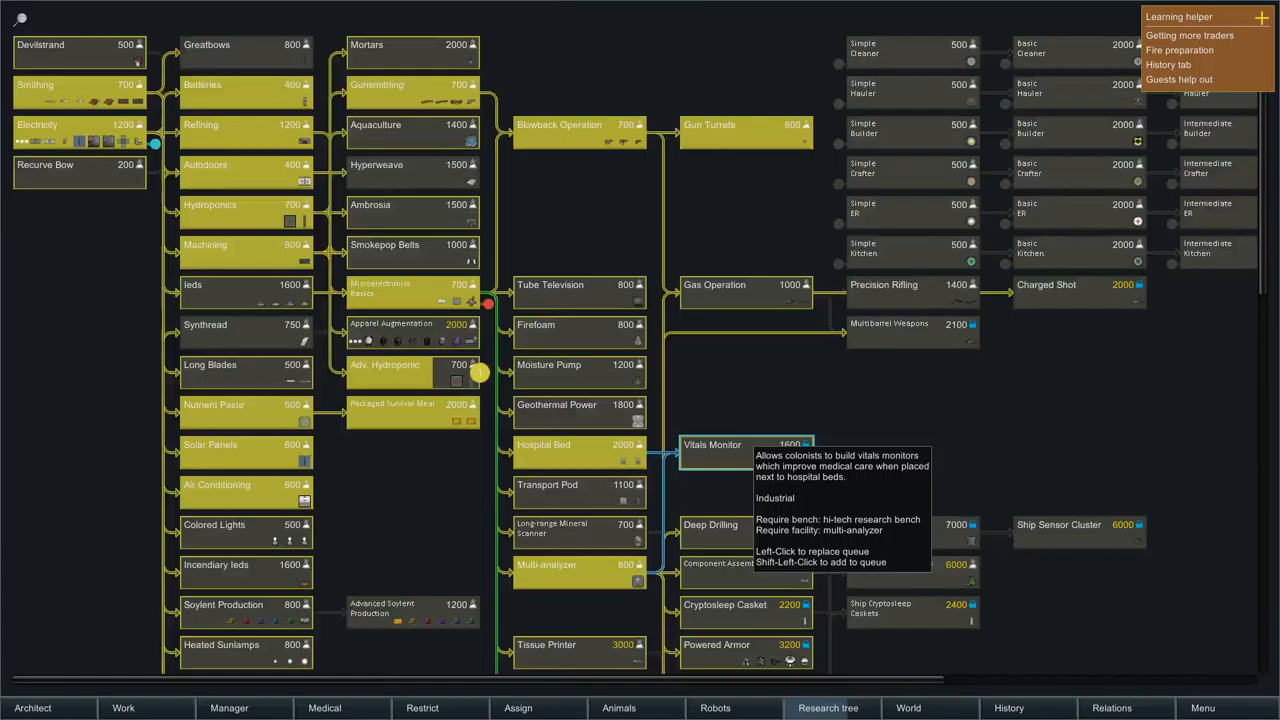 Learning helper
Getting more traders
Fire preparation
History tab
Guests help out
Devilstrand 500
Greatbows 800
Mortars 2000
Simple Cleaner 500
Basic Cleaner 2000
Smithing 700
Batteries 400
Gunsmithing 700
Simple Hauler 500
Basic Hauler 2000
Hauler
Electricity 1200
Refining 1200
Aquaculture 1400
Blowback Operation 700
Gun Turrets 800
Simple Builder 500
Basic Builder 2000
Intermediate Builder
Recurve Bow 200
Autodoors 400
Hyperweave 1500
Simple Crafter 500
Basic Crafter 2000
Intermediate Crafter
Hydroponics 400
Ambrosia 1500
Simple ER 500
Basic ER 2000
Intermediate ER
Machining 800
Smokepop Belts 1000
Simple Kitchen 500
Basic Kitchen 2000
Intermediate Kitchen
Ieds 1600
Microelectronics Basics 700
Tube Television 800
Gas Operation 1000
Precision Rifling 1400
Charged Shot 2000
Synthread 750
Apparel Augmentation 2000
Firefoam 800
Multibarrel Weapons 2100
Long Blades 500
Adv. Hydroponic 700
1
Moisture Pump 1200
Nutrient Paste 600
Packaged Survival Meal 2000
Geothermal Power 1800
Solar Panels 600
Hospital Bed 2000
Vitals Monitor 1600
Allows colonists to build vitals monitors
which improve medical care when placed
next to hospital beds.
Industrial
Require bench: hi-tech research bench
Require facility: multi-analyzer
Left-Click to replace queue
Shift-Left-Click to add to queue
Air Conditioning 600
Transport Pod 1100
Colored Lights 500
Long-range Mineral Scanner 700
Deep Drilling
7000
Ship Sensor Cluster 6000
Incendiary Ieds 1600
Multi-analyzer 800
Component Assembly
6000
Soylent Production 800
Advanced Soylent Production 1200
Cryptosleep Casket 2200
Ship Cryptosleep Caskets 2400
Heated Sunlamps 800
Tissue Printer 3000
Powered Armor 3200
Architect
Work
Manager
Medical
Restrict
Assign
Animals
Robots
Research tree
World
History
Relations
Menu